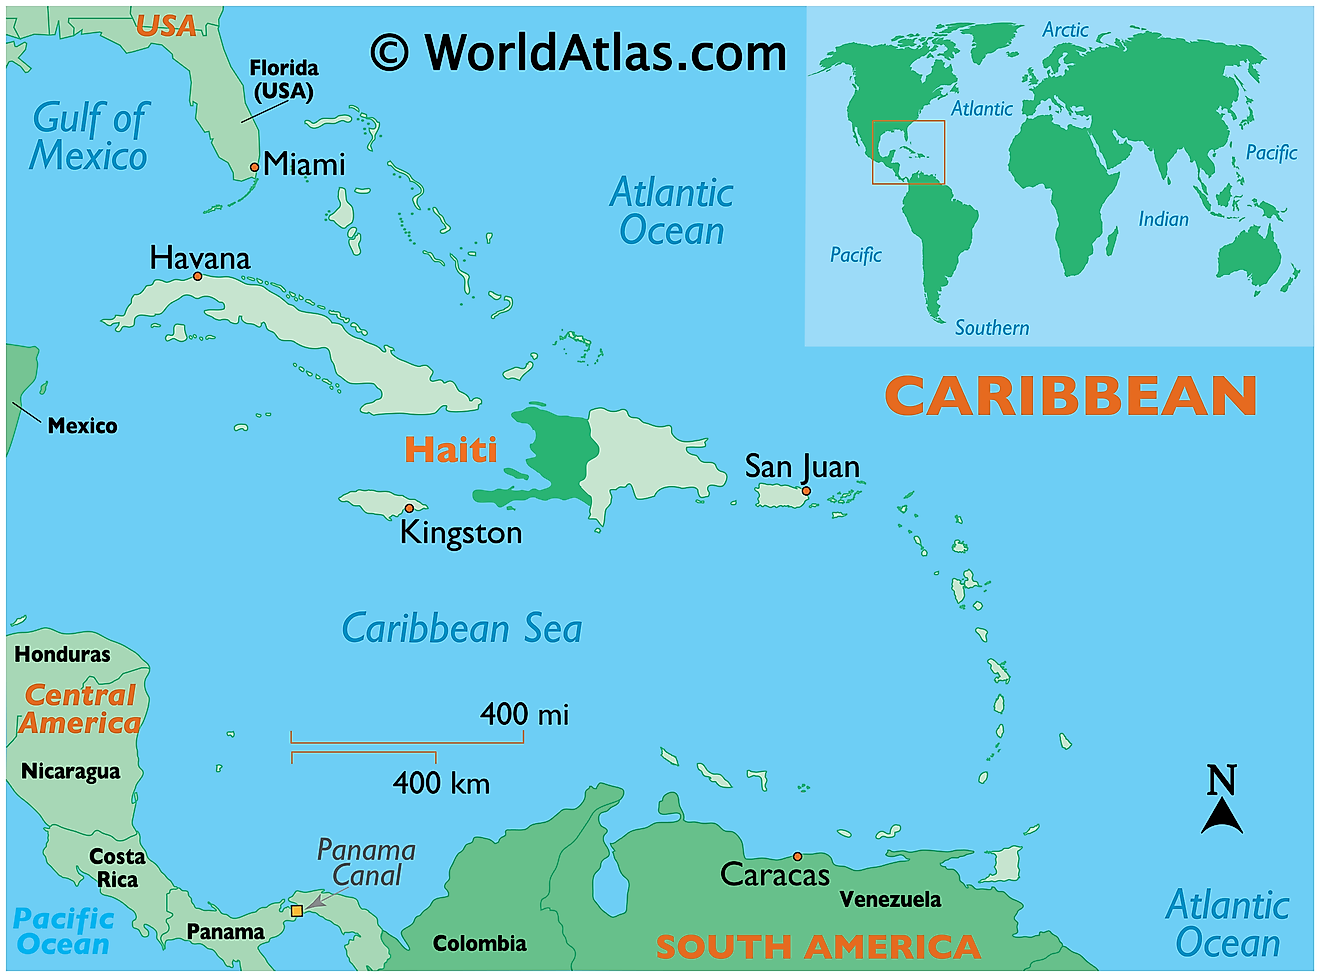 USA
© WorldAtlas.com
Arctic
Florida
(USA)
Gulf of
Mexico
Atlantic
Pacific
Miami
Atlantic
Ocean
Indian
Havana
Pacific
Southern
CARIBBEAN
Mexico
Haiti
San Juan
Kingston
Caribbean Sea
Honduras
Central
America
400 mi
Nicaragua
400 km
N
Panama
Canal
Costa
Rica
Caracas
Venezuela
Pacific
Ocean
Panama
Colombia
SOUTH AMERICA
Atlantic
Ocean